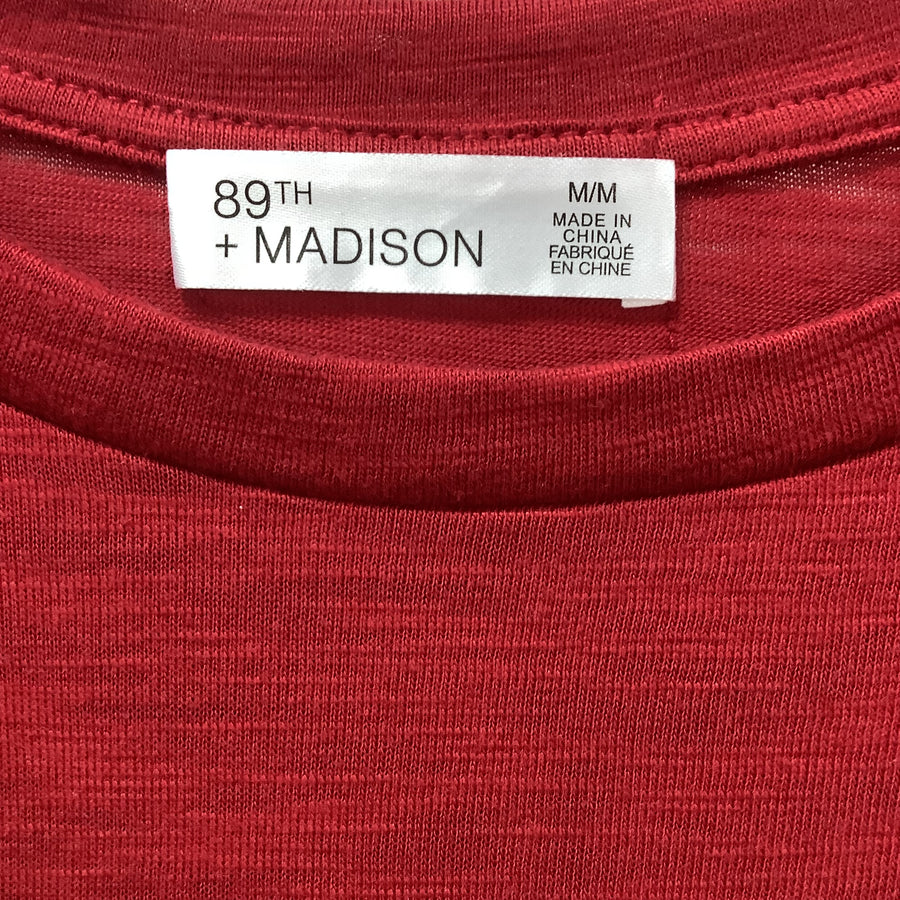 89TH
+ MADISON
M/M
MADE IN
CHINA
FABRIQUÉ
EN CHINE